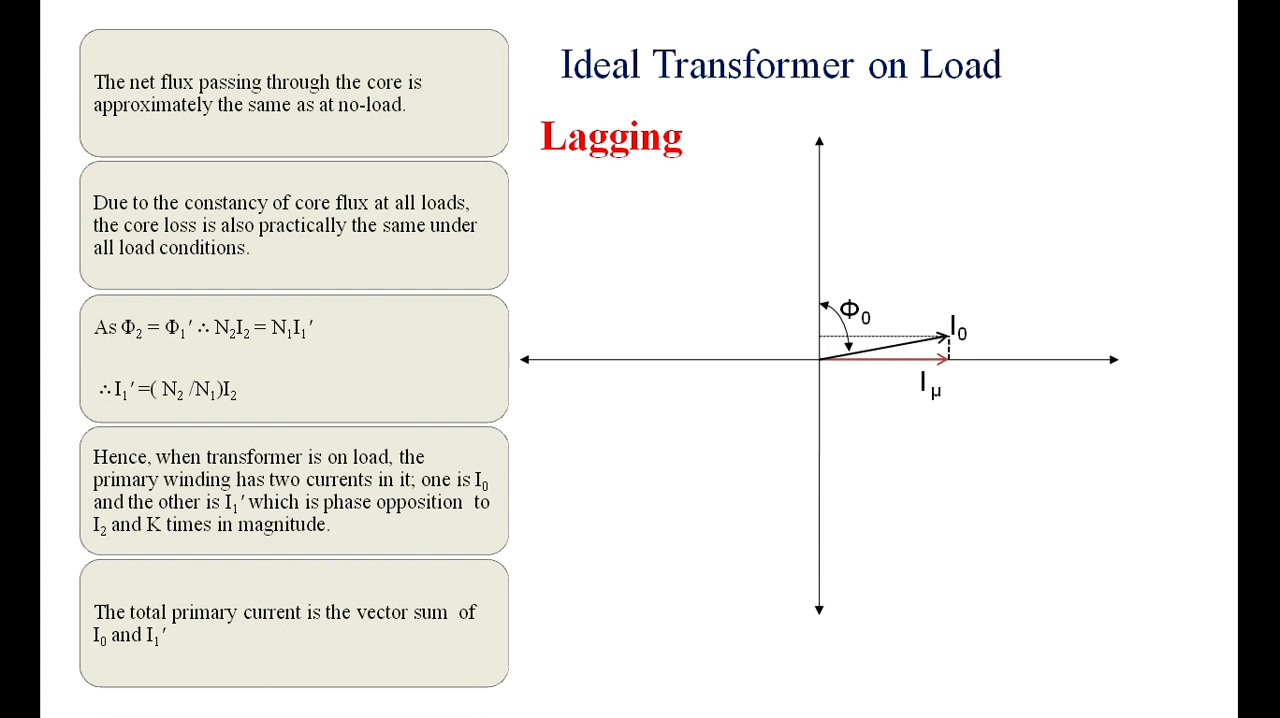 Ideal Transformer on Load
Lagging
The net flux passing through the core is
approximately the same as at no-load.
Due to the constancy of core flux at all loads,
the core loss is also practically the same under
all load conditions.
As Φ₂ = Φ₁′ ∴ N₂I₂ = N₁I₁′
∴ I₁′ =( N₂ /N₁)I₂
Hence, when transformer is on load, the
primary winding has two currents in it; one is I₀
and the other is I₁′ which is phase opposition to
I₂ and K times in magnitude.
The total primary current is the vector sum of
I₀ and I₁′
Φ₀
I₀
I μ